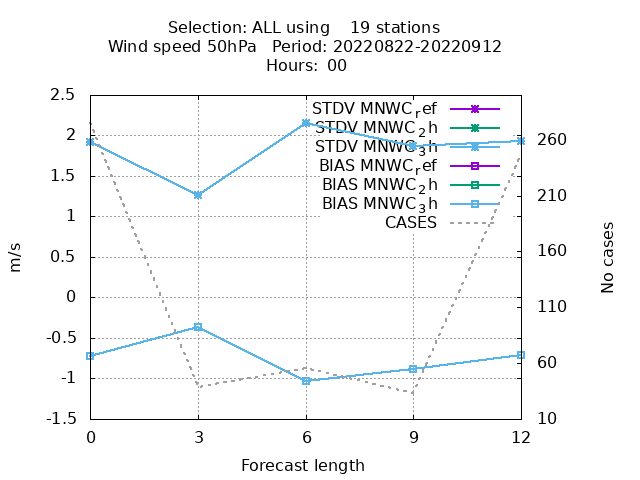 Selection: ALL using    19 stations
Wind speed 50hPa   Period: 20220822-20220912
Hours: 00
2.5
2
1.5
1
0.5
0
-0.5
-1
-1.5
m/s
STDV MNWC_ref
STDV MNWC_2h
STDV MNWC_3h
BIAS MNWC_ref
BIAS MNWC_2h
BIAS MNWC_3h
CASES
260
210
160
110
60
10
No cases
0 3 6 9 12
Forecast length